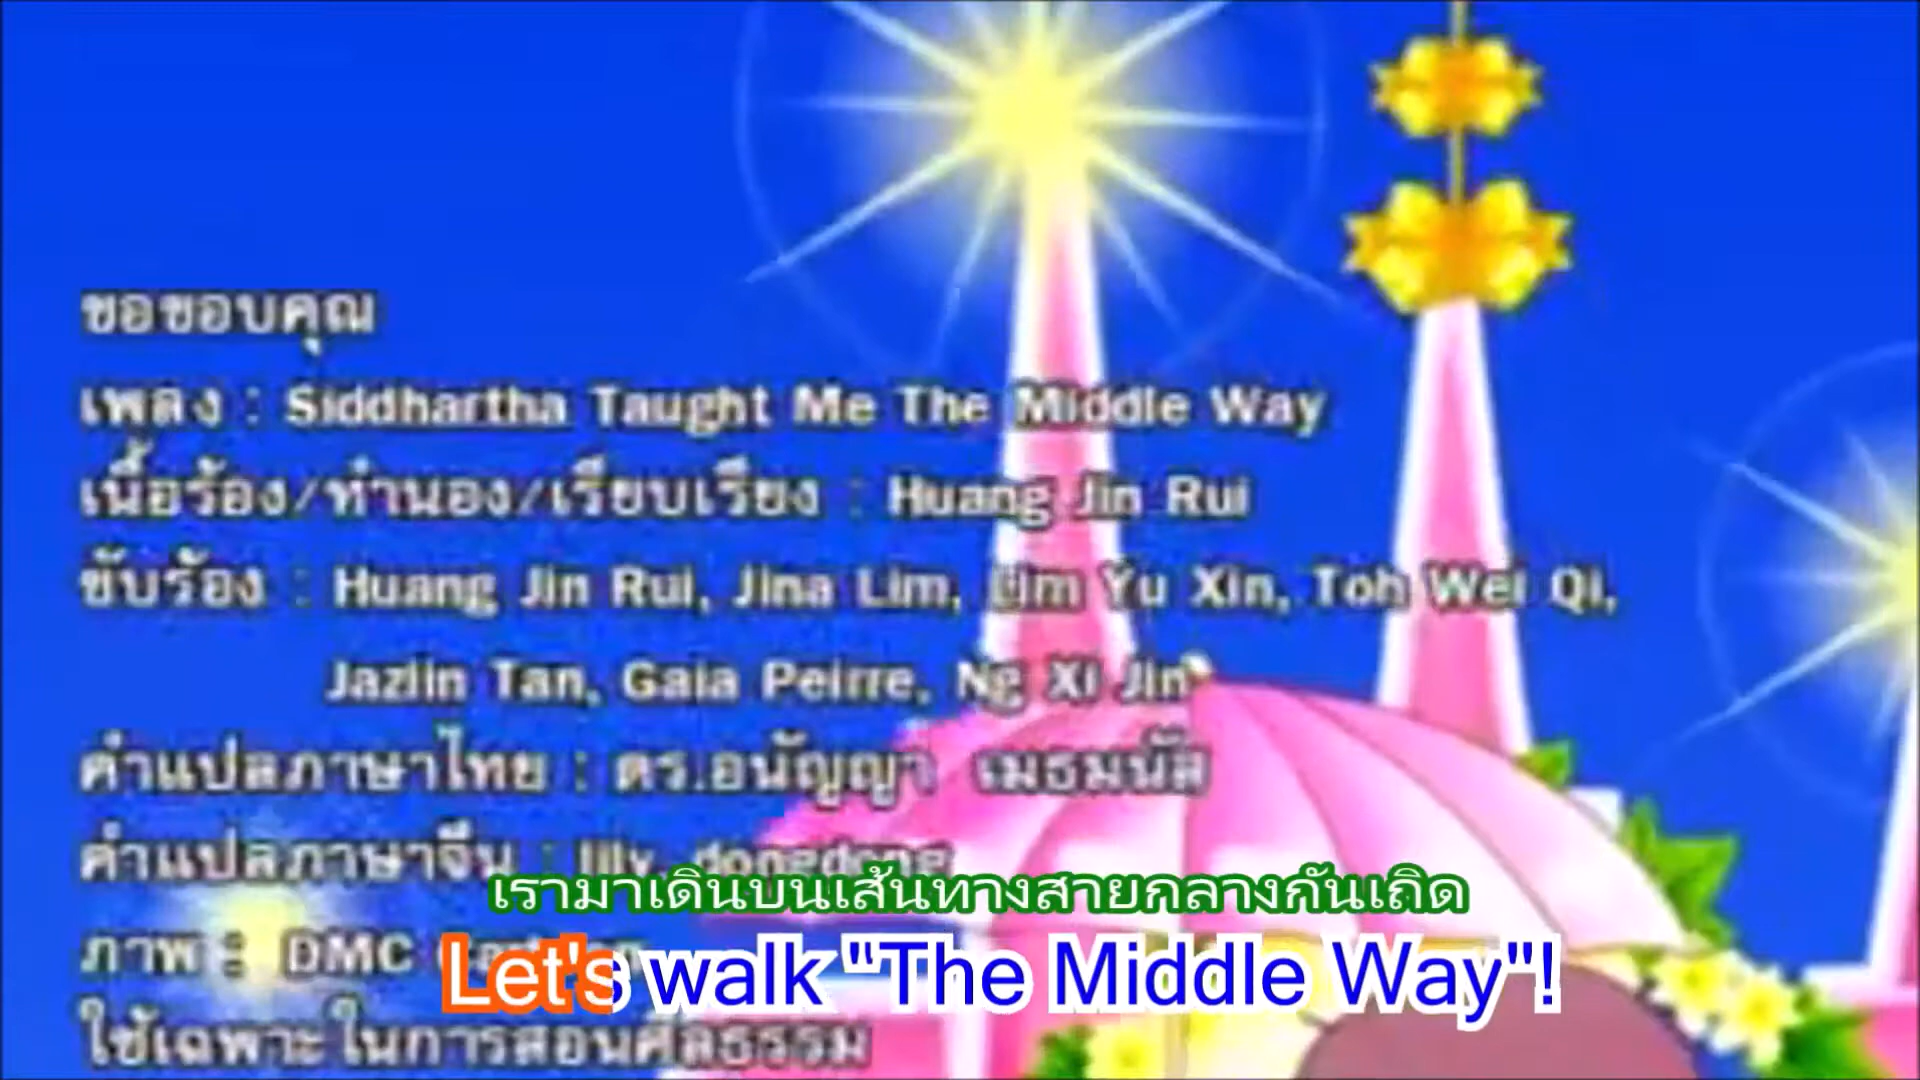 ขอขอบคุณ
เพลง : Siddhartha Taught Me The Middle Way
เนื้อร้อง/ทำนอง/เรียบเรียง : Huang Jin Rui
ขับร้อง : Huang Jin Rui, Jina Lim, Lim Yu Xin, Toh Wei Qi,
Jazlin Tan, Gaia Peirre, Ng Xi Jin
คำแปลภาษาไทย : ดร.อนัญญา เมธมนัส
คำแปลภาษาจีน : lily, dongdong
เรามาเดินบนเส้นทางสายกลางกันเถิด
ภาพ : DMC
Let's walk "The Middle Way"!
ใช้เฉพาะในการสอนศีลธรรม